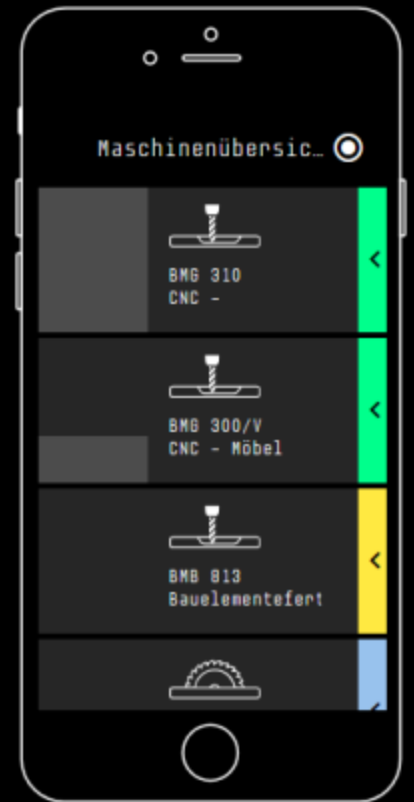 Maschinenübersic…
BMG 310
CNC -
BMG 300/V
CNC - Möbel
BMB 813
Bauelementefert